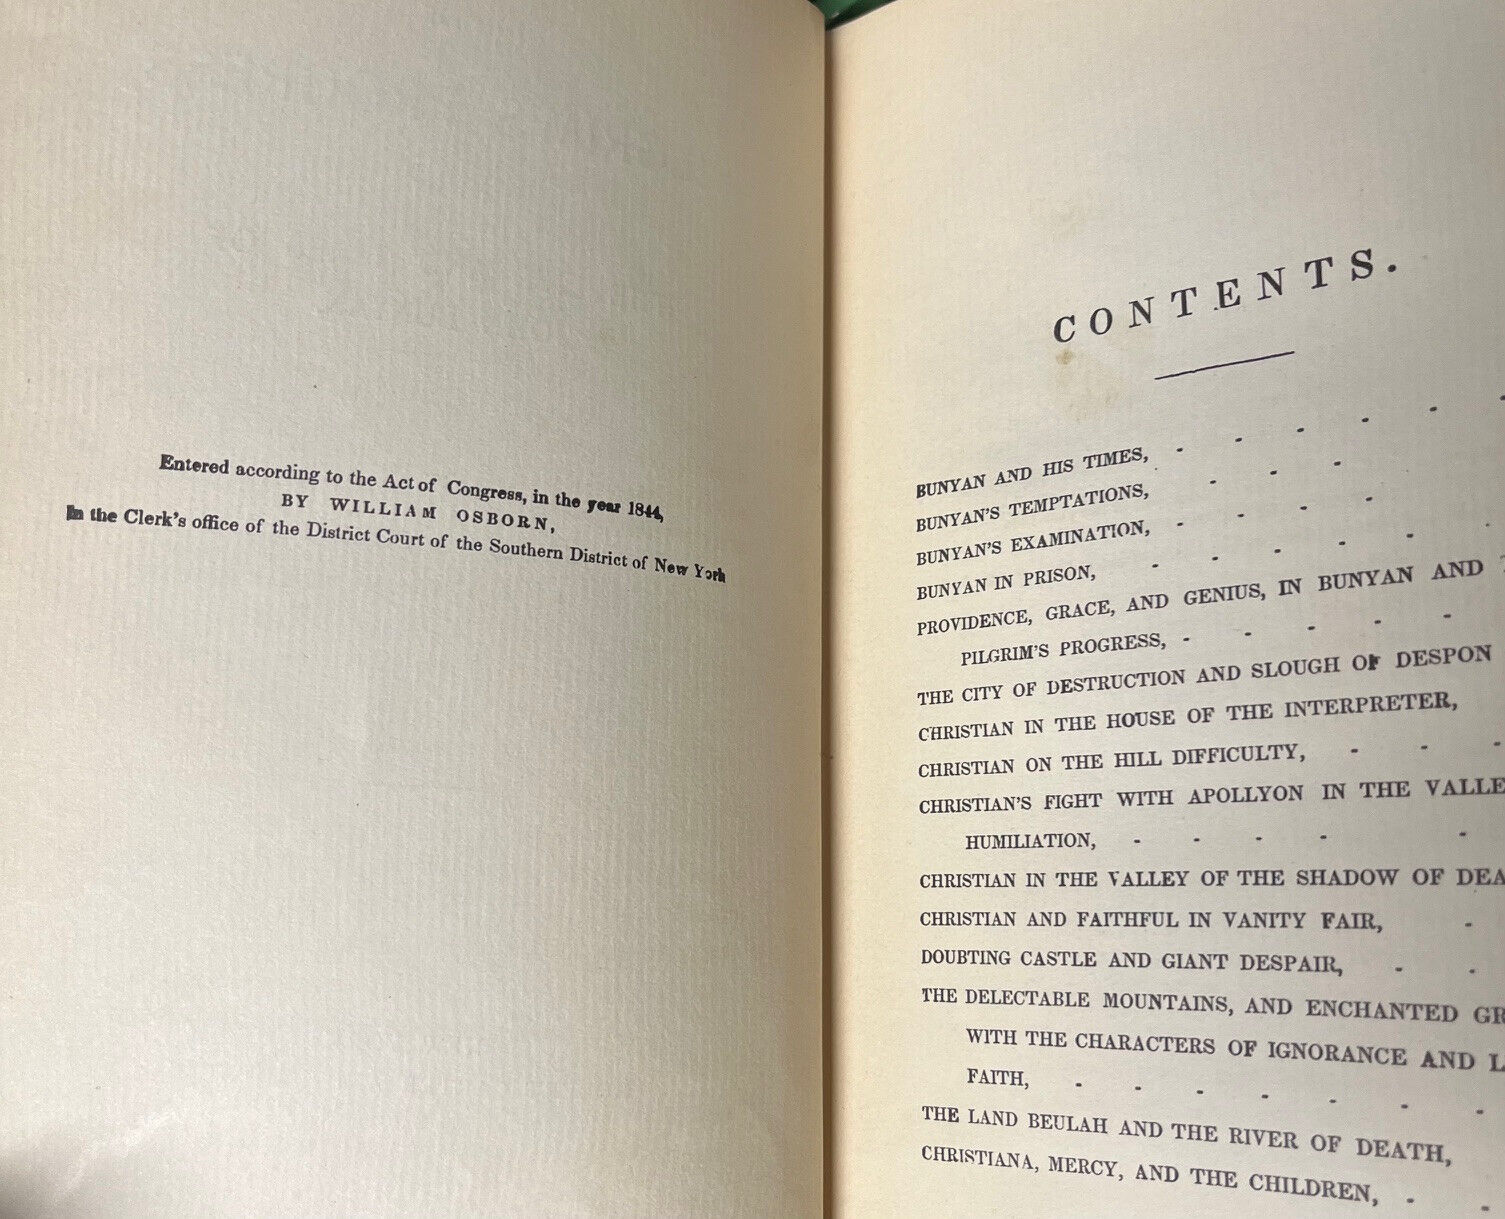 Entered according to the Act of Congress, in the year 1844,
BY WILLIAM OSBORN,
In the Clerk's office of the District Court of the Southern District of New York
CONTENTS.
BUNYAN AND HIS TIMES, - - - - - -
BUNYAN'S TEMPTATIONS, - - -
BUNYAN'S EXAMINATION, - - - -
BUNYAN IN PRISON, - - - - - -
PROVIDENCE, GRACE, AND GENIUS, IN BUNYAN AND
PILGRIM'S PROGRESS, - - - - -
THE CITY OF DESTRUCTION AND SLOUGH OF DESPON
CHRISTIAN IN THE HOUSE OF THE INTERPRETER,
CHRISTIAN ON THE HILL DIFFICULTY, - - -
CHRISTIAN'S FIGHT WITH APOLLYON IN THE VALLE
HUMILIATION, - - - - -
CHRISTIAN IN THE VALLEY OF THE SHADOW OF DEA
CHRISTIAN AND FAITHFUL IN VANITY FAIR, -
DOUBTING CASTLE AND GIANT DESPAIR, - -
THE DELECTABLE MOUNTAINS, AND ENCHANTED GR
WITH THE CHARACTERS OF IGNORANCE AND L
FAITH, - - - - - - -
THE LAND BEULAH AND THE RIVER OF DEATH,
CHRISTIANA, MERCY, AND THE CHILDREN, - -